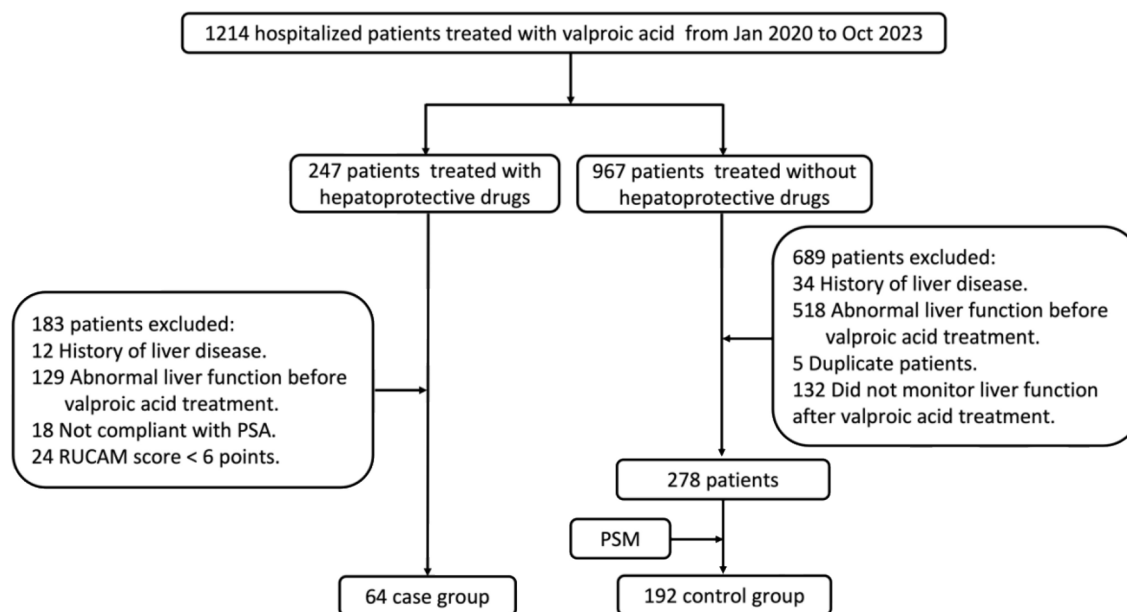 1214 hospitalized patients treated with valproic acid from Jan 2020 to Oct 2023
247 patients treated with
hepatoprotective drugs
967 patients treated without
hepatoprotective drugs
183 patients excluded:
12 History of liver disease.
129 Abnormal liver function before
valproic acid treatment.
18 Not compliant with PSA.
24 RUCAM score < 6 points.
689 patients excluded:
34 History of liver disease.
518 Abnormal liver function before
valproic acid treatment.
5 Duplicate patients.
132 Did not monitor liver function
after valproic acid treatment.
278 patients
PSM
64 case group
192 control group